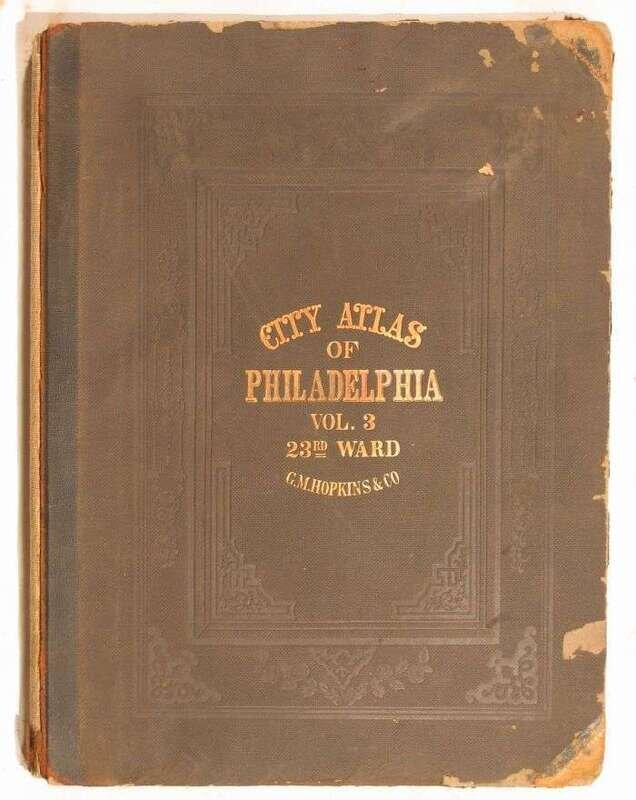 CITY ATLAS
OF
PHILADELPHIA
VOL. 3
23RD WARD
G.M.HOPKINS & CO